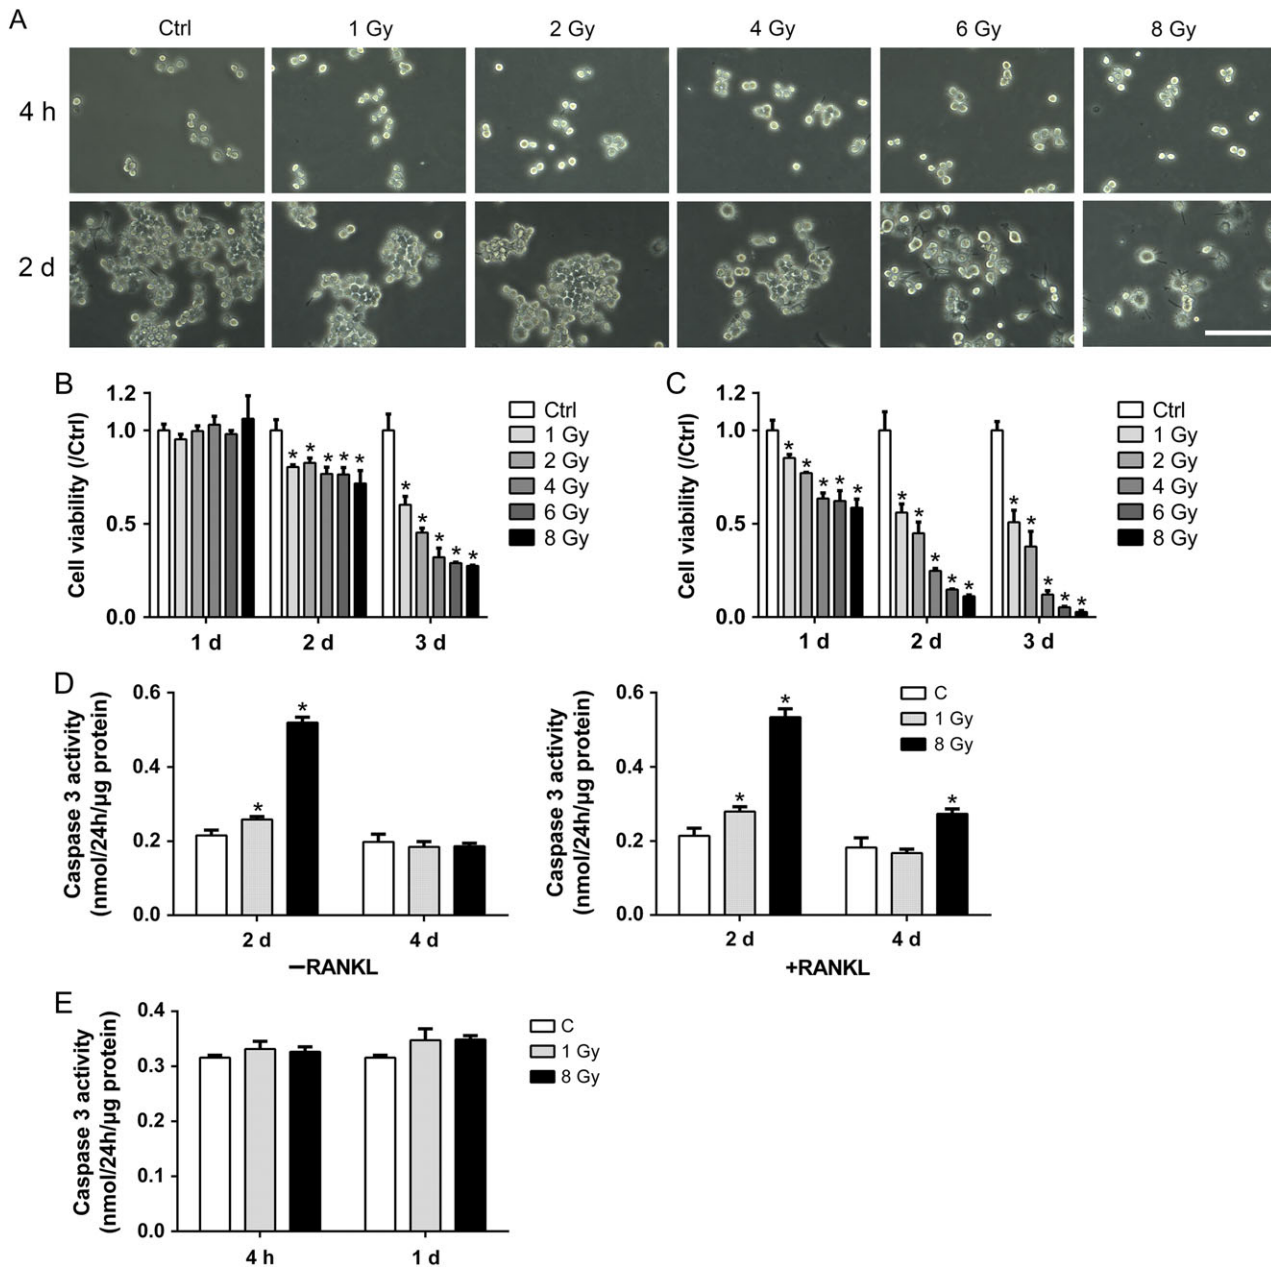 A
Ctrl 1 Gy 2 Gy 4 Gy 6 Gy 8 Gy
4 h
2 d
B
Cell viability (/Ctrl)
1.2
1.0
0.5
0.0
1 d 2 d 3 d
* * * * *
* * * * *
Ctrl
1 Gy
2 Gy
4 Gy
6 Gy
8 Gy
C
Cell viability (/Ctrl)
1.2
1.0
0.5
0.0
1 d 2 d 3 d
* * * * *
* * * * *
* * * * *
Ctrl
1 Gy
2 Gy
4 Gy
6 Gy
8 Gy
D
Caspase 3 activity
(nmol/24h/μg protein)
0.6
0.4
0.2
0.0
* *
2 d 4 d
−RANKL
Caspase 3 activity
(nmol/24h/μg protein)
0.6
0.4
0.2
0.0
* * *
2 d 4 d
+RANKL
C
1 Gy
8 Gy
E
Caspase 3 activity
(nmol/24h/μg protein)
0.4
0.3
0.2
0.1
0.0
4 h 1 d
C
1 Gy
8 Gy